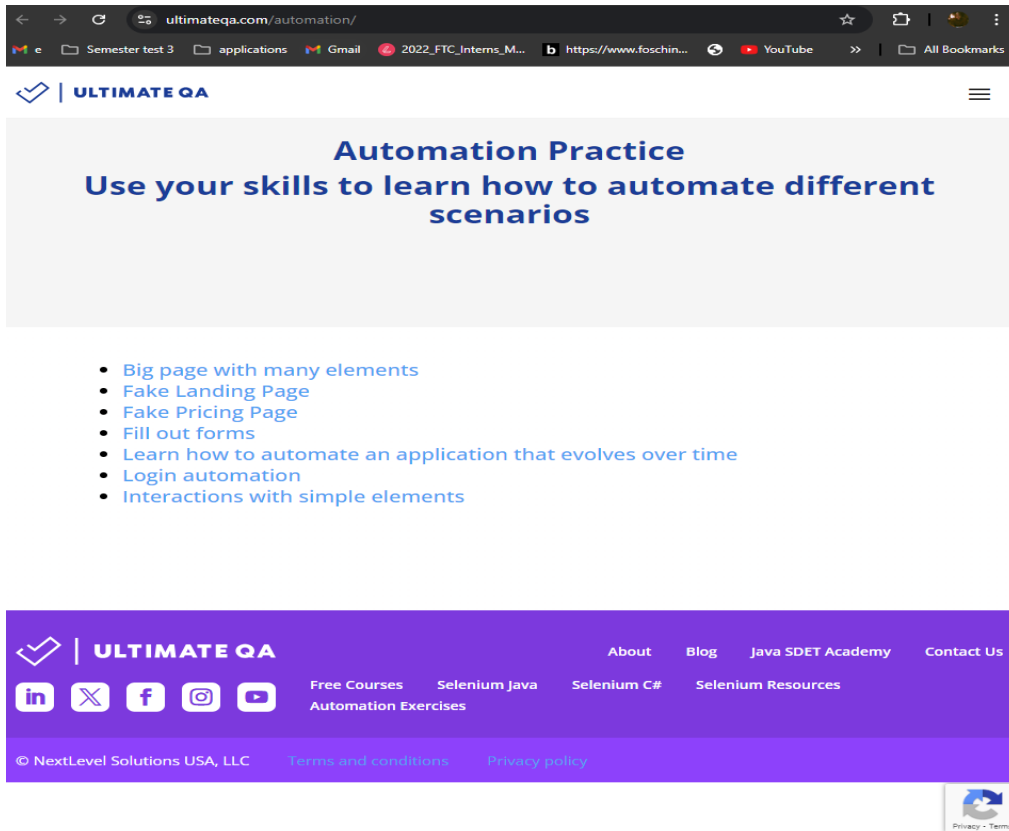 ultimateqa.com/automation/
e Semester test 3 applications Gmail 2022_FTC_Interns_M... https://www.foschin... YouTube >> All Bookmarks
ULTIMATE QA
Automation Practice
Use your skills to learn how to automate different
scenarios
Big page with many elements
Fake Landing Page
Fake Pricing Page
Fill out forms
Learn how to automate an application that evolves over time
Login automation
Interactions with simple elements
ULTIMATE QA
About Blog Java SDET Academy Contact Us
Free Courses Selenium Java Selenium C# Selenium Resources
Automation Exercises
© NextLevel Solutions USA, LLC Terms and conditions Privacy policy
Privacy - Term